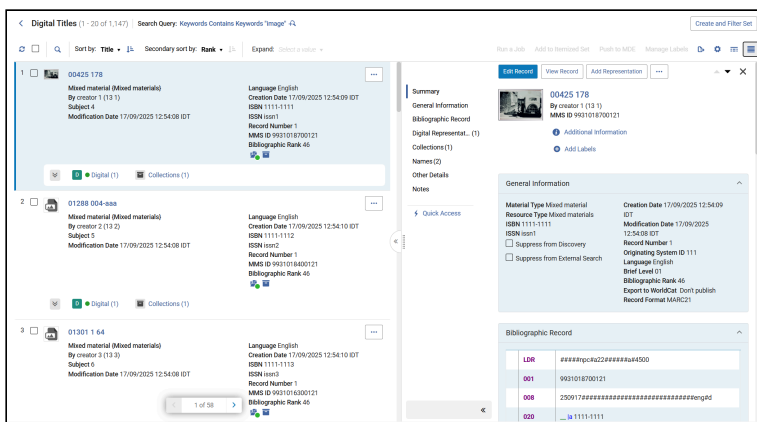 Digital Titles (1 - 20 of 1,147) Search Query: Keywords Contains Keywords "Image"
Create and Filter Set
Sort by: Title Secondary sort by: Rank Expand: Select a value
Run a Job Add to Itemized Set Push to MDE Manage Labels
1 00425 178
Mixed material (Mixed materials)
By creator 1 (13 1)
Subject 4
Modification Date 17/09/2025 12:54:08 IDT
Language English
Creation Date 17/09/2025 12:54:09 IDT
ISBN 1111-1111
ISSN issn1
Record Number 1
MMS ID 9931018700121
Bibliographic Rank 46
D Digital (1) Collections (1)
2 01288 004-aaa
Mixed material (Mixed materials)
By creator 2 (13 2)
Subject 5
Modification Date 17/09/2025 12:54:08 IDT
Language English
Creation Date 17/09/2025 12:54:10 IDT
ISBN 1111-1112
ISSN issn2
Record Number 1
MMS ID 9931018400121
Bibliographic Rank 46
D Digital (1) Collections (1)
3 01301 1 64
Mixed material (Mixed materials)
By creator 3 (13 3)
Subject 6
Modification Date 17/09/2025 12:54:08 IDT
Language English
Creation Date 17/09/2025 12:54:10 IDT
ISBN 1111-1113
ISSN issn3
Record Number 1
MMS ID 9931016300121
Bibliographic Rank 46
1 of 58
Summary
General Information
Bibliographic Record
Digital Representat... (1)
Collections (1)
Names (2)
Other Details
Notes
Quick Access
Edit Record View Record Add Representation
00425 178
By creator 1 (13 1)
MMS ID 9931018700121
Additional Information
Add Labels
General Information
Material Type Mixed material
Resource Type Mixed materials
ISBN 1111-1111
ISSN issn1
Suppress from Discovery
Suppress from External Search
Creation Date 17/09/2025 12:54:09
IDT
Modification Date 17/09/2025
12:54:08 IDT
Record Number 1
Originating System ID 111
Language English
Brief Level 01
Bibliographic Rank 46
Export to WorldCat Don't publish
Record Format MARC21
Bibliographic Record
LDR #####npc#a22######a#4500
001 9931018700121
008 250917#############################eng#d
020 __ |a 1111-1111